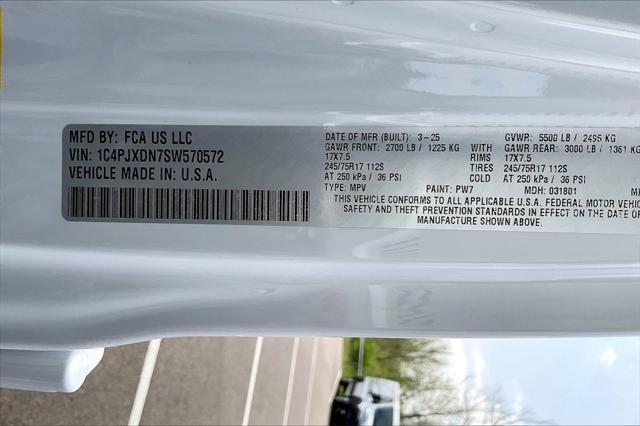 MFD BY: FCA US LLC
VIN: 1C4PJXDN7SW570572
VEHICLE MADE IN U.S.A.
DATE OF MFR (BUILT): 3-25 GVWR: 5500 LB / 2495 KG
GAWR FRONT: 2700 LB / 1225 KG WITH GAWR REAR: 3000 LB / 1361 KG
17X7.5 RIMS 17X7.5
245/75R17 112S TIRES 245/75R17 112S
AT 250 kPa / 36 PSI COLD AT 250 kPa / 36 PSI
TYPE: MPV PAINT: PW7 MDH: 031801
THIS VEHICLE CONFORMS TO ALL APPLICABLE U.S.A. FEDERAL MOTOR VEHIC
SAFETY AND THEFT PREVENTION STANDARDS IN EFFECT ON THE DATE OF
MANUFACTURE SHOWN ABOVE.